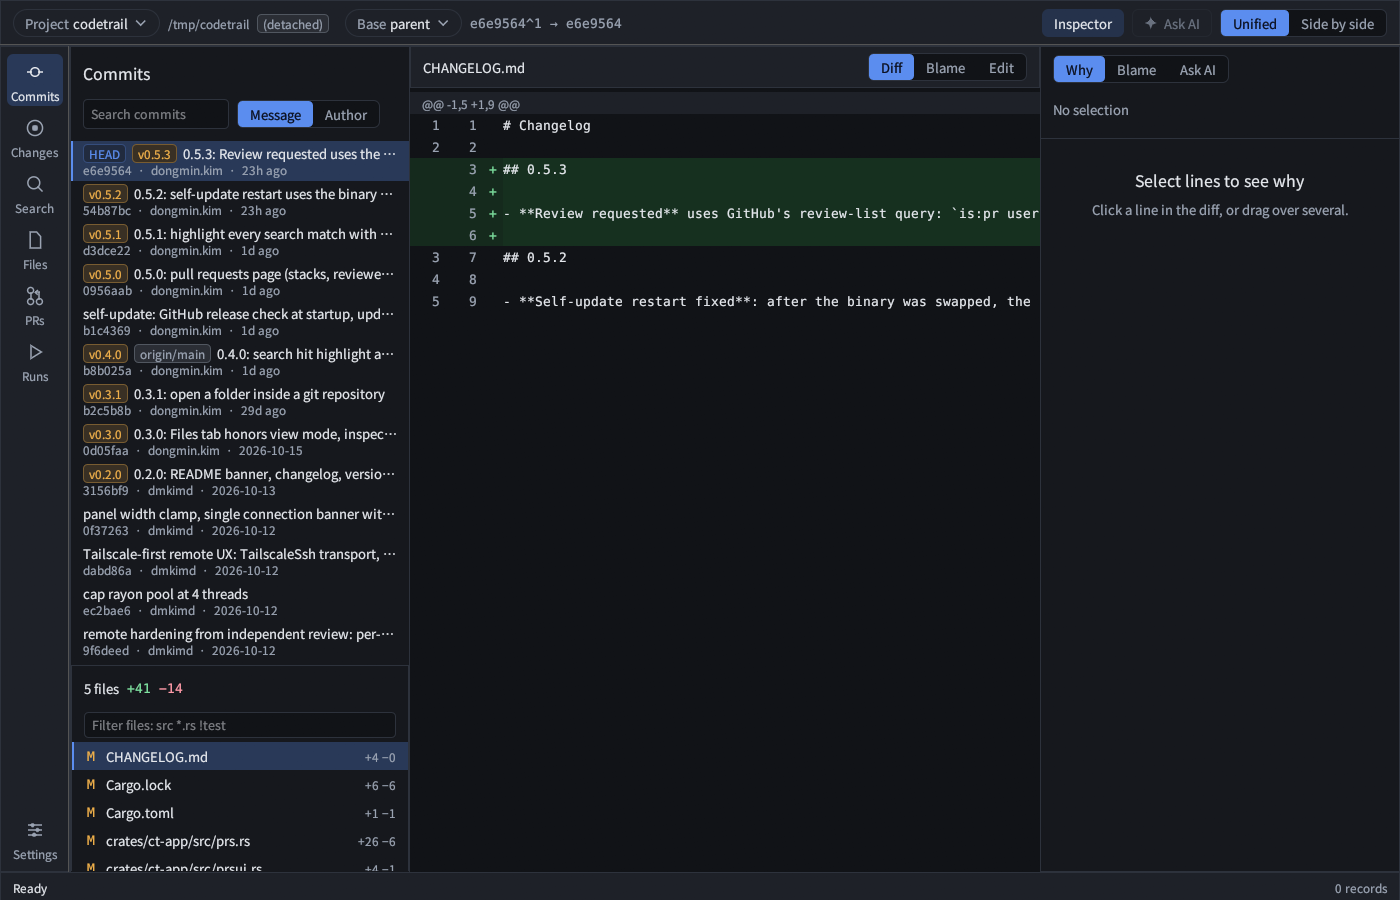 Project codetrail
/tmp/codetrail (detached)
Base parent
e6e9564^1 → e6e9564
Inspector
Ask AI
Unified
Side by side
Commits
Changes
Search
Files
PRs
Runs
Settings
Commits
Search commits
Message
Author
HEAD v0.5.3 0.5.3: Review requested uses the ···
e6e9564 · dongmin.kim · 23h ago
v0.5.2 0.5.2: self-update restart uses the binary ···
54b87bc · dongmin.kim · 23h ago
v0.5.1 0.5.1: highlight every search match with ···
d3dce22 · dongmin.kim · 1d ago
v0.5.0 0.5.0: pull requests page (stacks, reviewe···
0956aab · dongmin.kim · 1d ago
self-update: GitHub release check at startup, upd···
b1c4369 · dongmin.kim · 1d ago
v0.4.0 origin/main 0.4.0: search hit highlight a···
b8b025a · dongmin.kim · 1d ago
v0.3.1 0.3.1: open a folder inside a git repository
b2c5b8b · dongmin.kim · 29d ago
v0.3.0 0.3.0: Files tab honors view mode, inspec···
0d05faa · dongmin.kim · 2026-10-15
v0.2.0 0.2.0: README banner, changelog, versio···
3156bf9 · dmkimd · 2026-10-13
panel width clamp, single connection banner wit···
0f37263 · dmkimd · 2026-10-12
Tailscale-first remote UX: TailscaleSsh transport, ···
dabd86a · dmkimd · 2026-10-12
cap rayon pool at 4 threads
ec2bae6 · dmkimd · 2026-10-12
remote hardening from independent review: per-···
9f6deed · dmkimd · 2026-10-12
5 files +41 −14
Filter files: src *.rs !test
M CHANGELOG.md +4 −0
M Cargo.lock +6 −6
M Cargo.toml +1 −1
M crates/ct-app/src/prs.rs +26 −6
M crates/ct-app/src/prsui.rs +4 −1
CHANGELOG.md
Diff
Blame
Edit
@@ -1,5 +1,9 @@
1 1 # Changelog
2 2
3 + ## 0.5.3
4 +
5 + - **Review requested** uses GitHub's review-list query: `is:pr user
6 +
3 7 ## 0.5.2
4 8
5 9 - **Self-update restart fixed**: after the binary was swapped, the
Why
Blame
Ask AI
No selection
Select lines to see why
Click a line in the diff, or drag over several.
Ready
0 records